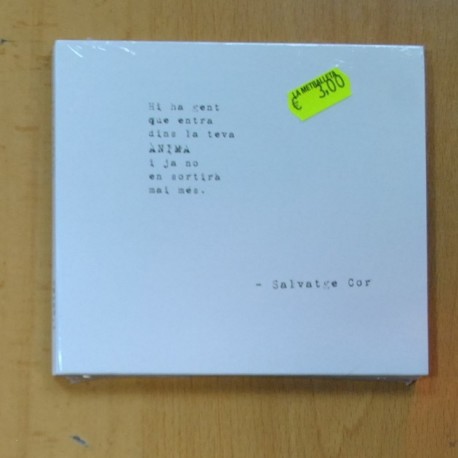 LA METRALLETA
€ 3,00
Hi ha gent
que entra
dins la teva
ÀNIMA
i ja no
en sortirà
mai més.
- Salvatge Cor